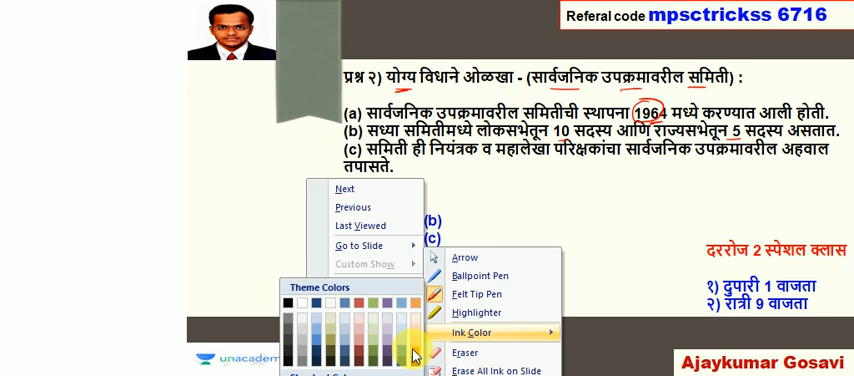 Referal code mpsctrickss 6716
प्रश्न २) योग्य विधाने ओळखा - (सार्वजनिक उपक्रमावरील समिती) :
(a) सार्वजनिक उपक्रमावरील समितीची स्थापना 1964 मध्ये करण्यात आली होती.
(b) सध्या समितीमध्ये लोकसभेतून 10 सदस्य आणि राज्यसभेतून 5 सदस्य असतात.
(c) समिती ही नियंत्रक व महालेखा परिक्षकांचा सार्वजनिक उपक्रमावरील अहवाल
तपासते.
Next
Previous
Last Viewed
Go to Slide
Custom Show
(b)
(c)
Arrow
Ballpoint Pen
Felt Tip Pen
Highlighter
Ink Color
Eraser
Erase All Ink on Slide
Theme Colors
दररोज 2 स्पेशल क्लास
१) दुपारी 1 वाजता
२) रात्री 9 वाजता
unacadem
Ajaykumar Gosavi